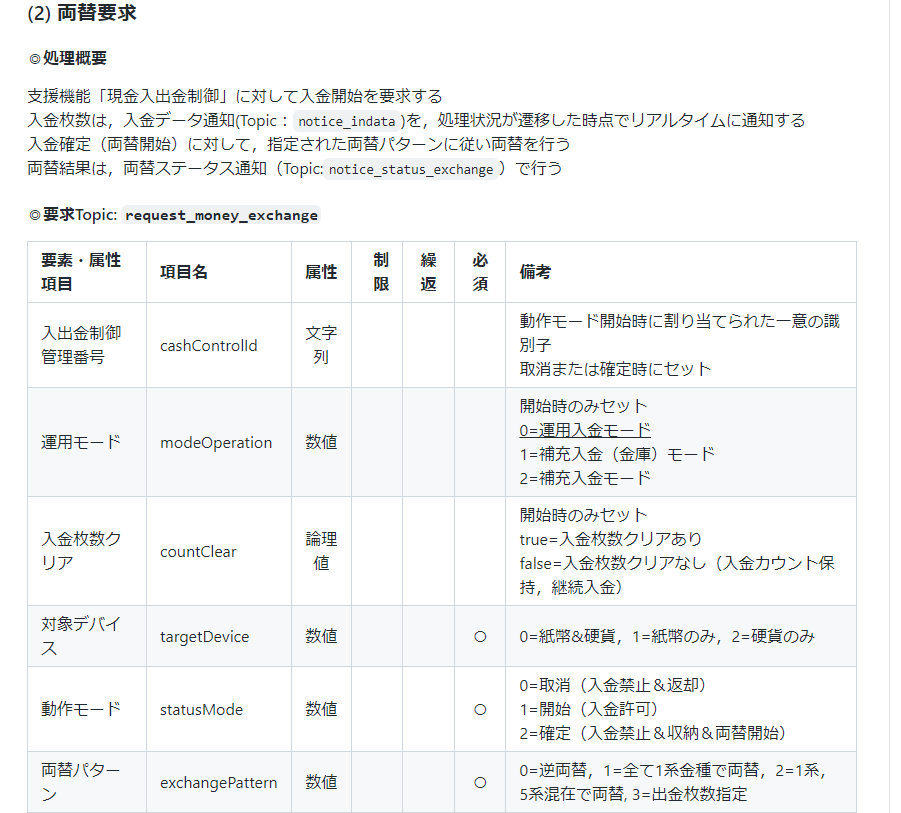 (2) 両替要求
◎処理概要
支援機能「現金入出金制御」に対して入金開始を要求する
入金枚数は，入金データ通知(Topic： notice_indata )を，処理状況が遷移した時点でリアルタイムに通知する
入金確定（両替開始）に対して，指定された両替パターンに従い両替を行う
両替結果は，両替ステータス通知（Topic: notice_status_exchange ）で行う
◎要求Topic: request_money_exchange
要素・属性
項目
項目名
属性
制
限
繰
返
必
須
備考
入出金制御
管理番号
cashControlId
文字
列
動作モード開始時に割り当てられた一意の識
別子
取消または確定時にセット
運用モード
modeOperation
数値
開始時のみセット
0=運用入金モード
1=補充入金（金庫）モード
2=補充入金モード
入金枚数ク
リア
countClear
論理
値
開始時のみセット
true=入金枚数クリアあり
false=入金枚数クリアなし（入金カウント保
持，継続入金）
対象デバイ
ス
targetDevice
数値
○
0=紙幣&硬貨，1=紙幣のみ，2=硬貨のみ
動作モード
statusMode
数値
○
0=取消（入金禁止＆返却）
1=開始（入金許可）
2=確定（入金禁止＆収納＆両替開始）
両替パター
ン
exchangePattern
数値
○
0=逆両替，1=全て1系金種で両替，2=1系，
5系混在で両替, 3=出金枚数指定